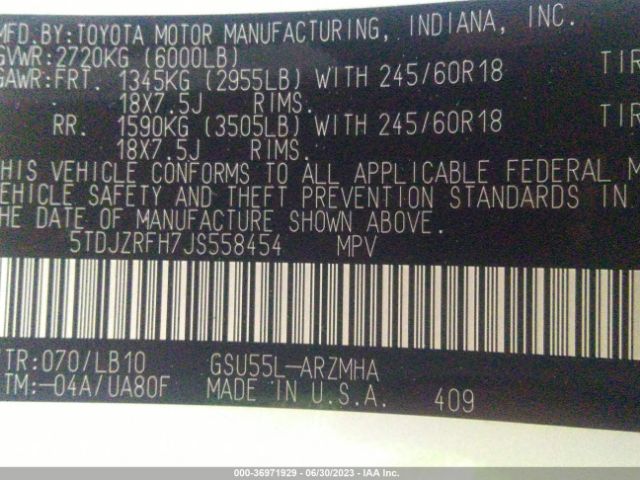 MFD.BY:TOYOTA MOTOR MANUFACTURING, INDIANA, INC.
GVWR:2720KG (6000LB)
GAWR:FRT. 1345KG (2955LB) WITH 245/60R18 TIR
18X7.5J RIMS.
RR. 1590KG (3505LB) WITH 245/60R18 TIR
18X7.5J RIMS.
THIS VEHICLE CONFORMS TO ALL APPLICABLE FEDERAL M
VEHICLE SAFETY AND THEFT PREVENTION STANDARDS IN
THE DATE OF MANUFACTURE SHOWN ABOVE.
5TDJZRFH7JS558454 MPV
TR:070/LB10 GSU55L-ARZMHA
TM:-04A/UA80F MADE IN U.S.A. 409
000-36971929 - 06/30/2023 - IAA Inc.